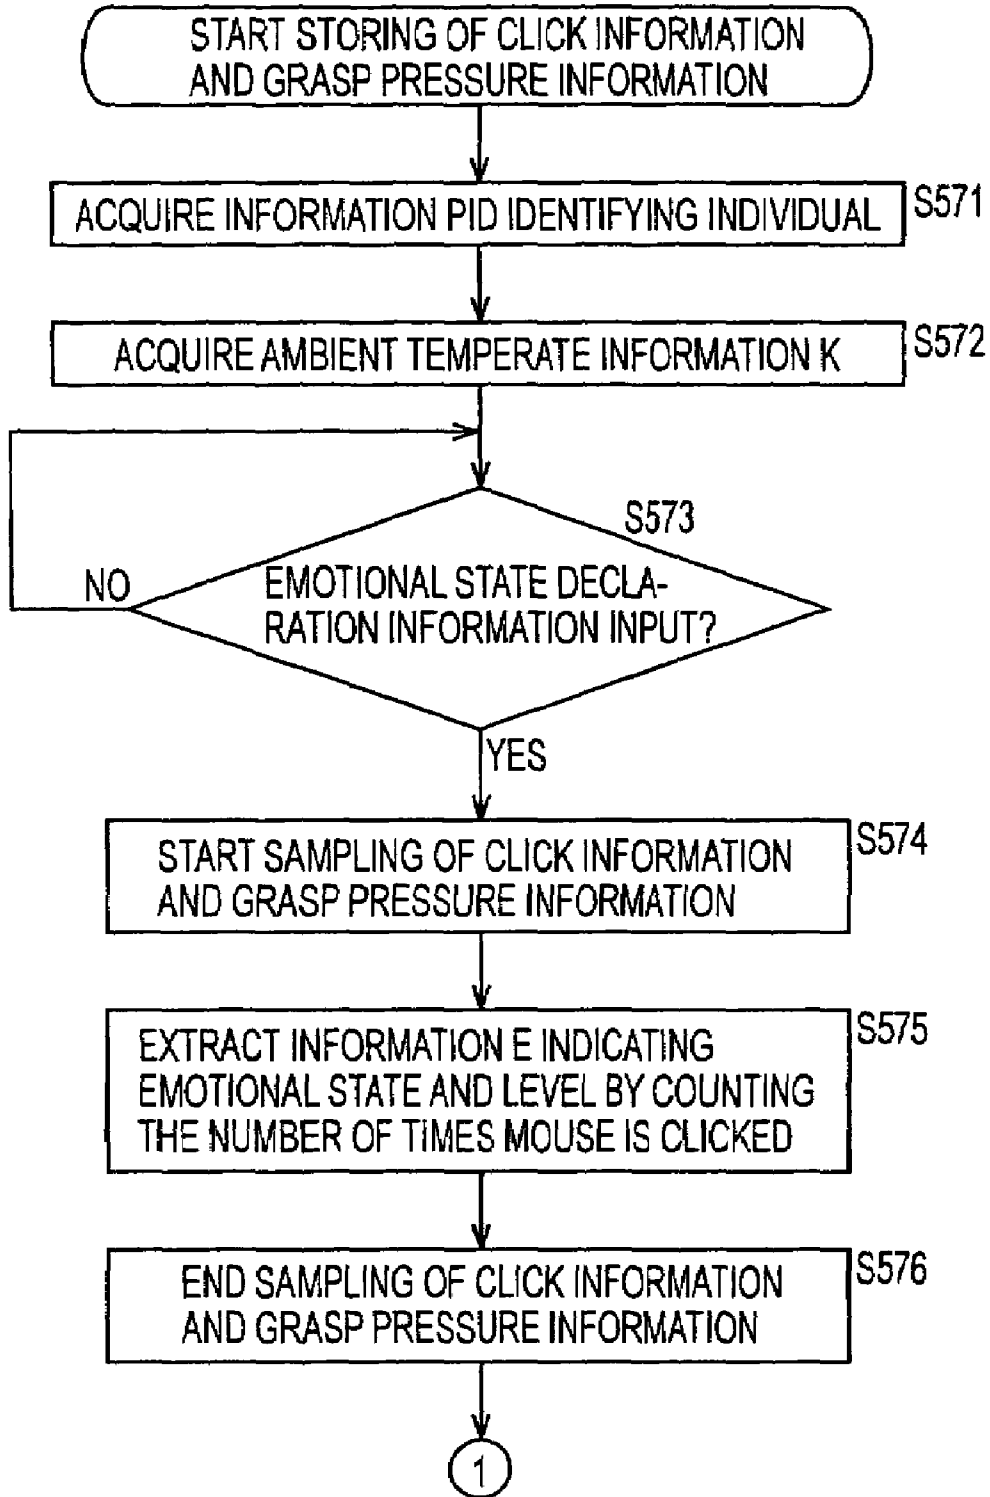 START STORING OF CLICK INFORMATION
AND GRASP PRESSURE INFORMATION
ACQUIRE INFORMATION PID IDENTIFYING INDIVIDUAL
S571
ACQUIRE AMBIENT TEMPERATE INFORMATION K
S572
S573
EMOTIONAL STATE DECLA-
RATION INFORMATION INPUT?
NO
YES
START SAMPLING OF CLICK INFORMATION
AND GRASP PRESSURE INFORMATION
S574
EXTRACT INFORMATION E INDICATING
EMOTIONAL STATE AND LEVEL BY COUNTING
THE NUMBER OF TIMES MOUSE IS CLICKED
S575
END SAMPLING OF CLICK INFORMATION
AND GRASP PRESSURE INFORMATION
S576
1